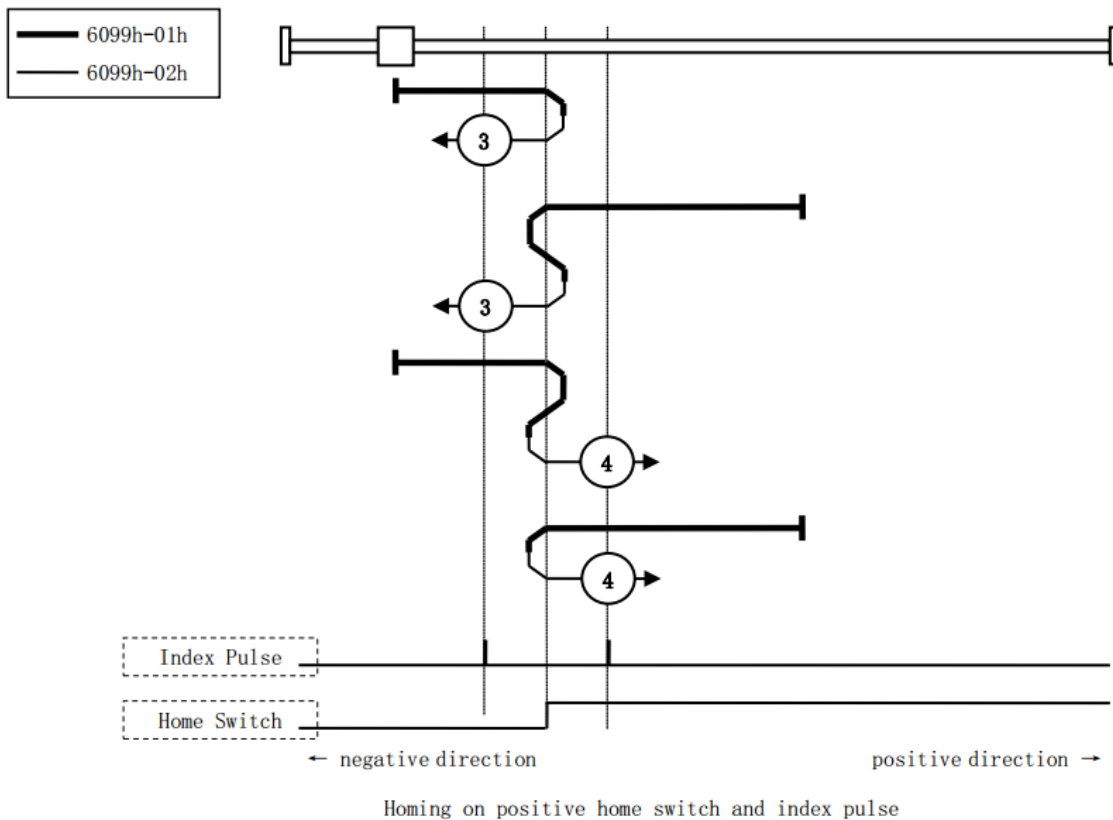 6099h-01h
6099h-02h
3
3
4
4
Index Pulse
Home Switch
← negative direction
positive direction →
Homing on positive home switch and index pulse